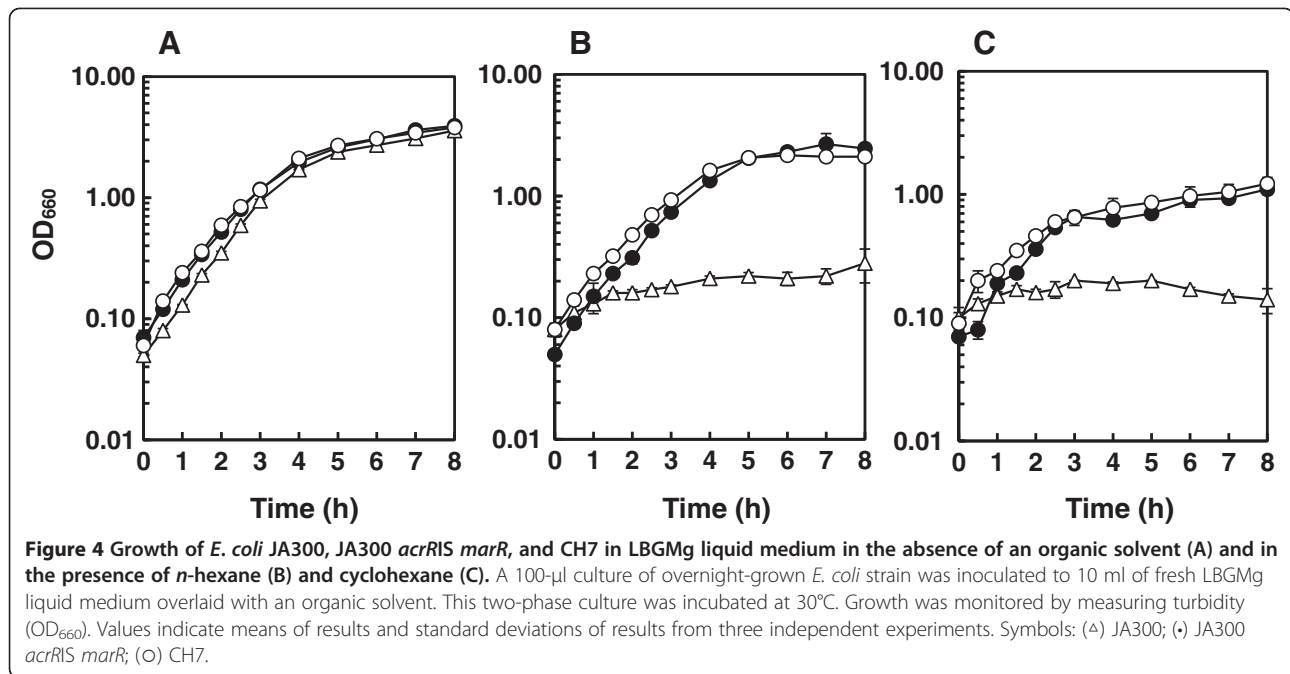 A
B
C
10.00
1.00
0.10
0.01
OD660
0 1 2 3 4 5 6 7 8
Time (h)
10.00
1.00
0.10
0.01
0 1 2 3 4 5 6 7 8
Time (h)
10.00
1.00
0.10
0.01
0 1 2 3 4 5 6 7 8
Time (h)
Figure 4 Growth of E. coli JA300, JA300 acrRIS marR, and CH7 in LBGMg liquid medium in the absence of an organic solvent (A) and in
the presence of n-hexane (B) and cyclohexane (C). A 100-μl culture of overnight-grown E. coli strain was inoculated to 10 ml of fresh LBGMg
liquid medium overlaid with an organic solvent. This two-phase culture was incubated at 30°C. Growth was monitored by measuring turbidity
(OD660). Values indicate means of results and standard deviations of results from three independent experiments. Symbols: (△) JA300; (•) JA300
acrRIS marR; (○) CH7.